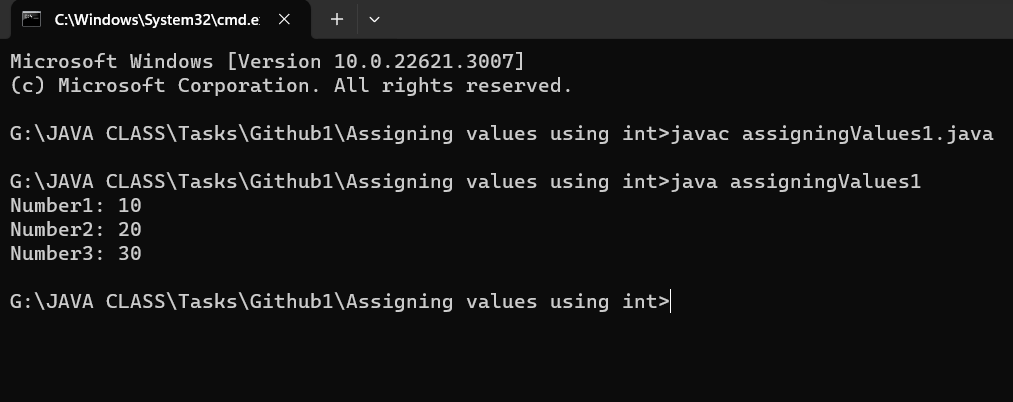 C:\Windows\System32\cmd.e
Microsoft Windows [Version 10.0.22621.3007]
(c) Microsoft Corporation. All rights reserved.
G:\JAVA CLASS\Tasks\Github1\Assigning values using int>javac assigningValues1.java
G:\JAVA CLASS\Tasks\Github1\Assigning values using int>java assigningValues1
Number1: 10
Number2: 20
Number3: 30
G:\JAVA CLASS\Tasks\Github1\Assigning values using int>